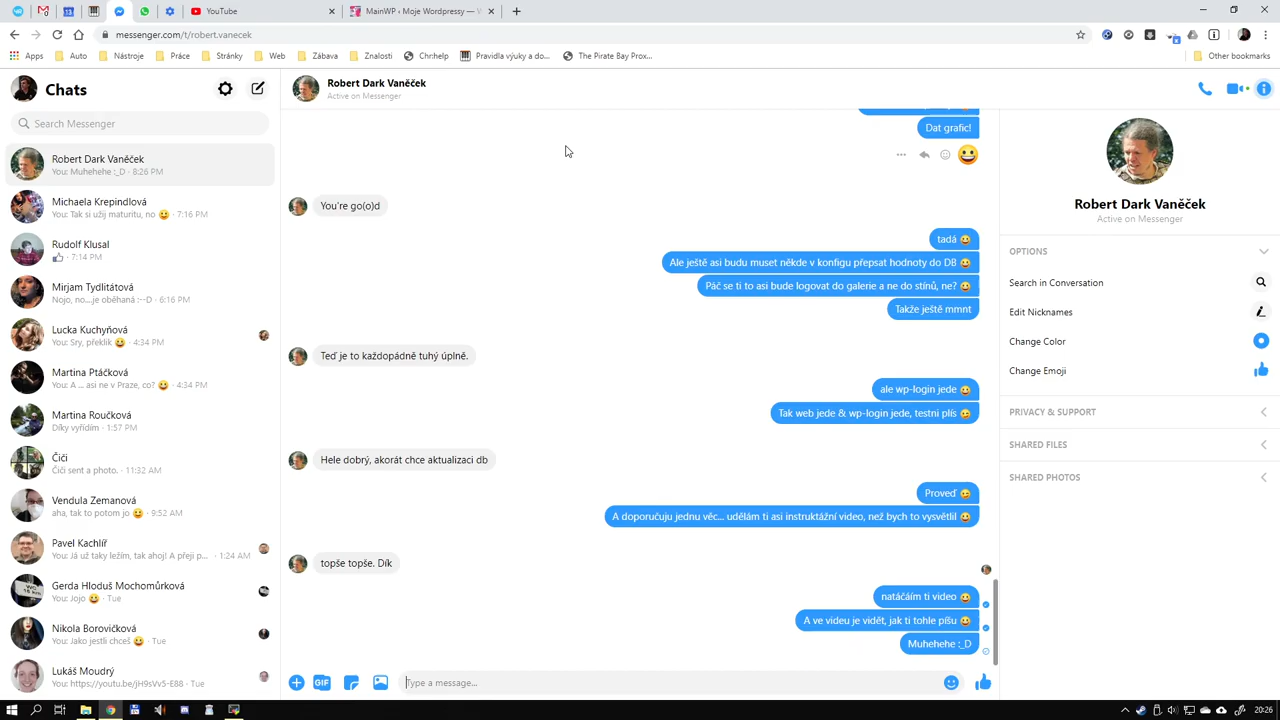 YouTube
MainWP ‹ Moje Wordpressy — V...
messenger.com/t/robert.vanecek
Apps
Auto
Nástroje
Práce
Stránky
Web
Zábava
Znalosti
Chr:help
Pravidla výuky a do...
The Pirate Bay Prox...
Other bookmarks
Chats
Search Messenger
Robert Dark Vaněček
You: Muhehehe :_D · 8:26 PM
Michaela Krepindlová
You: Tak si užij maturitu, no 😀 · 7:16 PM
Rudolf Klusal
· 7:14 PM
Mirjam Tydlitátová
Nojo, no....je oběháná :--D · 6:16 PM
Lucka Kuchyňová
You: Sry, překlik 😀 · 4:34 PM
Martina Ptáčková
You: A ... asi ne v Praze, co? 😀 · 4:34 PM
Martina Roučková
Díky vyřídím · 1:57 PM
Čiči
Čiči sent a photo. · 11:32 AM
Vendula Zemanová
aha, tak to potom jo 😀 · 9:52 AM
Pavel Kachlíř
You: Já už taky ležím, tak ahoj! A přeji p... · 1:24 AM
Gerda Hloduš Mochomůrková
You: Jojo 😀 · Tue
Nikola Borovičková
You: Jako jestli chceš 😀 · Tue
Lukáš Moudrý
You: https://youtu.be/jH9sVv5-E88 · Tue
Robert Dark Vaněček
Active on Messenger
Dat grafic!
😀
You're go(o)d
tadá 😀
Ale ještě asi budu muset někde v konfigu přepsat hodnoty do DB 😀
Páč se ti to asi bude logovat do galerie a ne do stínů, ne? 😀
Takže ještě mmnt
Teď je to každopádně tuhý úplně.
ale wp-login jede 😀
Tak web jede & wp-login jede, testni plís 😀
Hele dobrý, akorát chce aktualizaci db
Proveď 😀
A doporučuju jednu věc... udělám ti asi instruktážní video, než bych to vysvětlil 😀
topše topše. Dík
natáčáím ti video 😀
A ve videu je vidět, jak ti tohle píšu 😀
Muhehehe :_D
GIF
Type a message...
Robert Dark Vaněček
Active on Messenger
OPTIONS
Search in Conversation
Edit Nicknames
Change Color
Change Emoji
PRIVACY & SUPPORT
SHARED FILES
SHARED PHOTOS
20:26